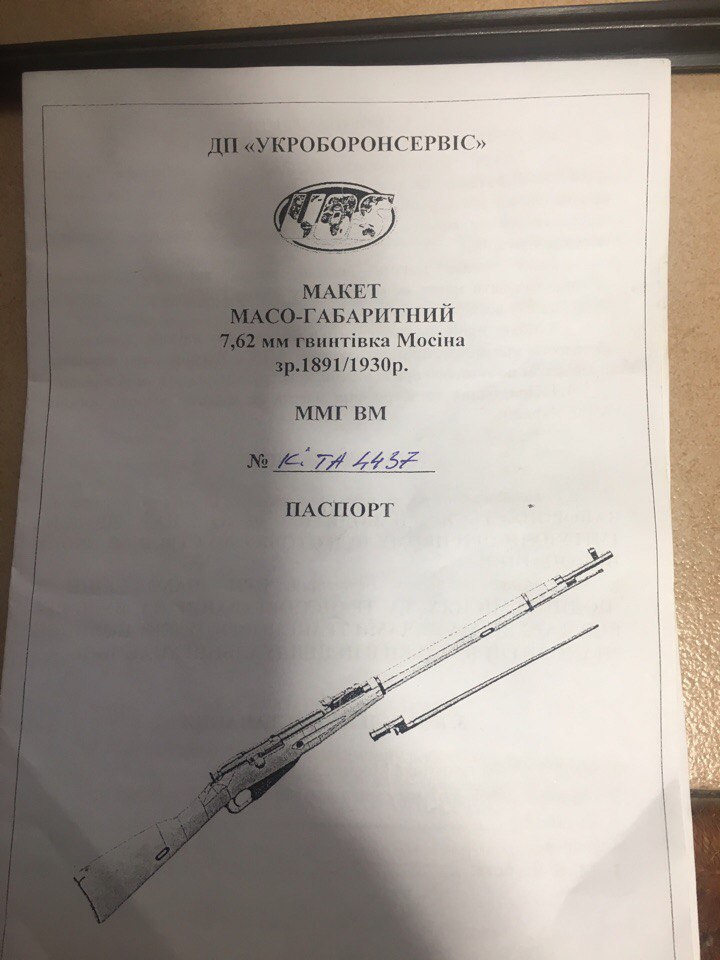 ДП «УКРОБОРОНСЕРВІС»
МАКЕТ
МАСО-ГАБАРИТНИЙ
7,62 мм гвинтівка Мосіна
зр.1891/1930р.
ММГ ВМ
№ Кі ТА 4437
ПАСПОРТ